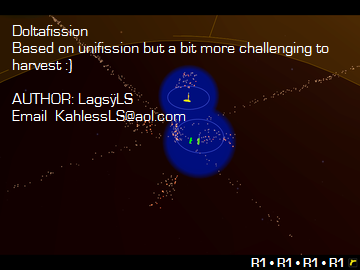 Doltafission
Based on unifission but a bit more challenging to
harvest :)
AUTHOR: LagsÿLS
Email  KahlessLS@aol.com
R1 • R1 • R1 • R1 r